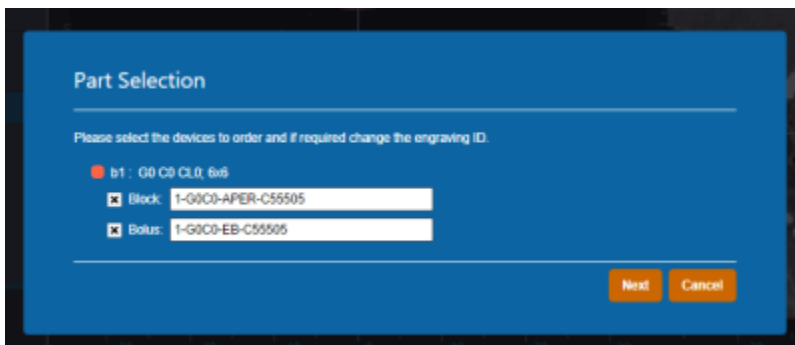 Part Selection
Please select the devices to order and if required change the engraving ID.
b1 : G0 C0 CL0; 6x6
Block: 1-G0C0-APER-C55505
Bolus: 1-G0C0-EB-C55505
Next Cancel